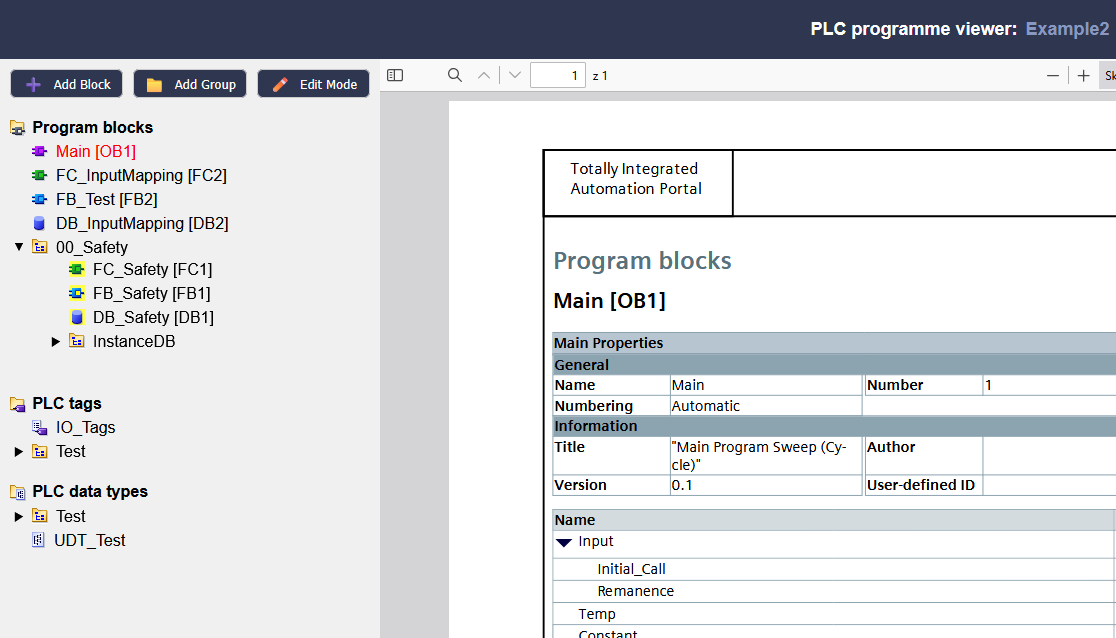 PLC programme viewer: Example2
Add Block
Add Group
Edit Mode
1 z 1
Program blocks
Main [OB1]
FC_InputMapping [FC2]
FB_Test [FB2]
DB_InputMapping [DB2]
00_Safety
FC_Safety [FC1]
FB_Safety [FB1]
DB_Safety [DB1]
InstanceDB
PLC tags
IO_Tags
Test
PLC data types
Test
UDT_Test
Totally Integrated
Automation Portal
Program blocks
Main [OB1]
Main Properties
General
Name Main Number 1
Numbering Automatic
Information
Title "Main Program Sweep (Cy-
cle)" Author
Version 0.1 User-defined ID
Name
Input
Initial_Call
Remanence
Temp
Constant